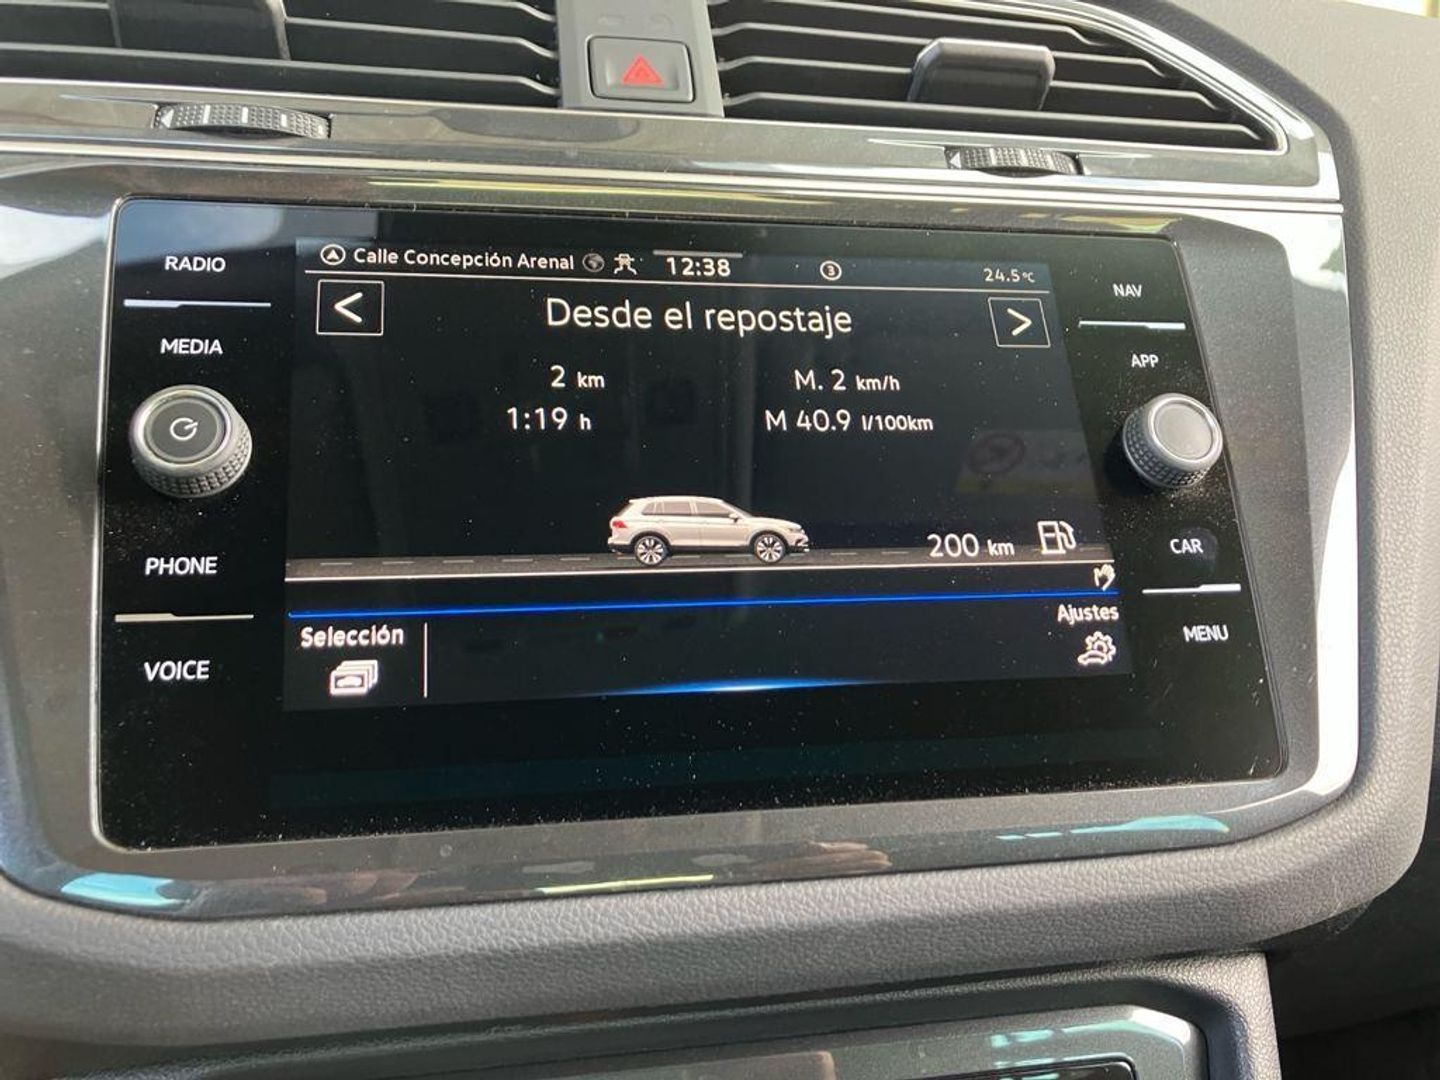 RADIO
MEDIA
PHONE
VOICE
Calle Concepción Arenal 12:38 3 24.5°C
< Desde el repostaje >
2 km M. 2 km/h
1:19 h M 40.9 l/100km
200 km
Selección
Ajustes
NAV
APP
CAR
MENU